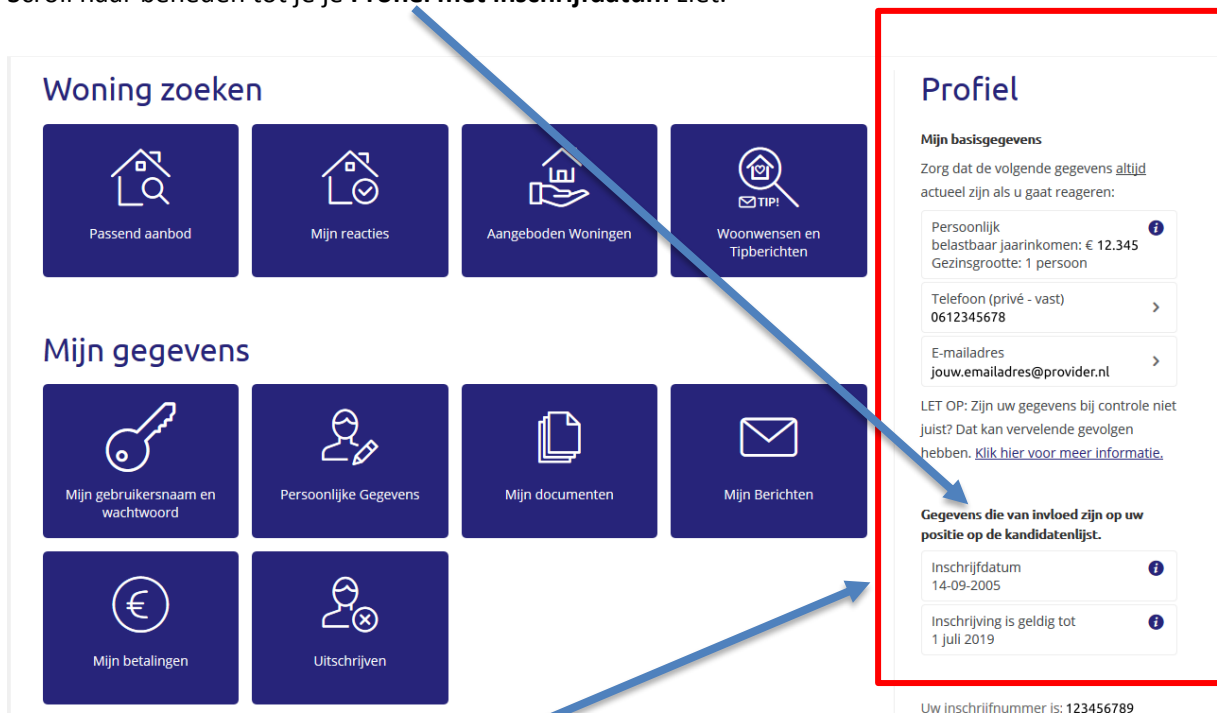 Scroll naar beneden tot je je Profiel met inschrijfdatum ziet.
Woning zoeken
Passend aanbod
Mijn reacties
Aangeboden Woningen
TIP!
Woonwensen en
Tipberichten
Mijn gegevens
Mijn gebruikersnaam en
wachtwoord
Persoonlijke Gegevens
Mijn documenten
Mijn Berichten
€
Mijn betalingen
Uitschrijven
Profiel
Mijn basisgegevens
Zorg dat de volgende gegevens altijd
actueel zijn als u gaat reageren:
Persoonlijk
belastbaar jaarinkomen: € 12.345
Gezinsgrootte: 1 persoon
Telefoon (privé - vast)
0612345678
E-mailadres
jouw.emailadres@provider.nl
LET OP: Zijn uw gegevens bij controle niet
juist? Dat kan vervelende gevolgen
hebben. Klik hier voor meer informatie.
Gegevens die van invloed zijn op uw
positie op de kandidatenlijst.
Inschrijfdatum
14-09-2005
Inschrijving is geldig tot
1 juli 2019
Uw inschrijfnummer is: 123456789